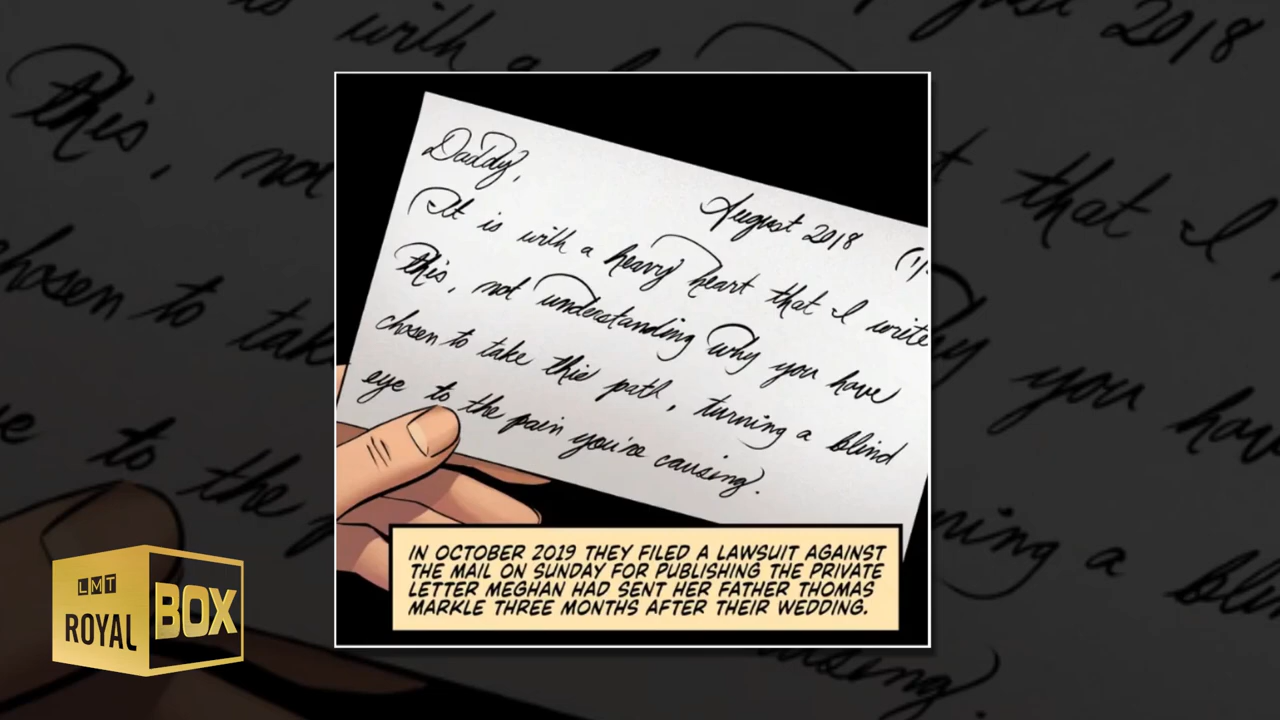 Daddy,
August 2018 (1/
It is with a heavy heart that I write
this, not understanding why you have
chosen to take this path, turning a blind
eye to the pain you're causing.
IN OCTOBER 2019 THEY FILED A LAWSUIT AGAINST
THE MAIL ON SUNDAY FOR PUBLISHING THE PRIVATE
LETTER MEGHAN HAD SENT HER FATHER THOMAS
MARKLE THREE MONTHS AFTER THEIR WEDDING.
LMT
ROYAL BOX